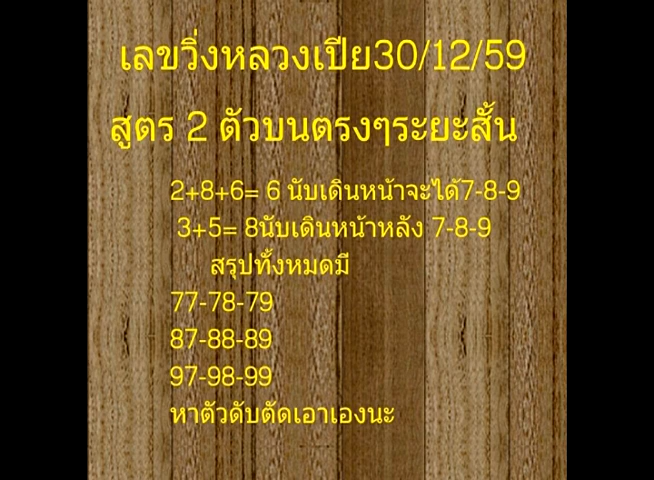 เลขวิ่งหลวงเปีย30/12/59
สูตร 2 ตัวบนตรงๆระยะสั้น
2+8+6= 6 นับเดินหน้าจะได้7-8-9
3+5= 8นับเดินหน้าหลัง 7-8-9
สรุปทั้งหมดมี
77-78-79
87-88-89
97-98-99
หาตัวดับตัดเอาเองนะ